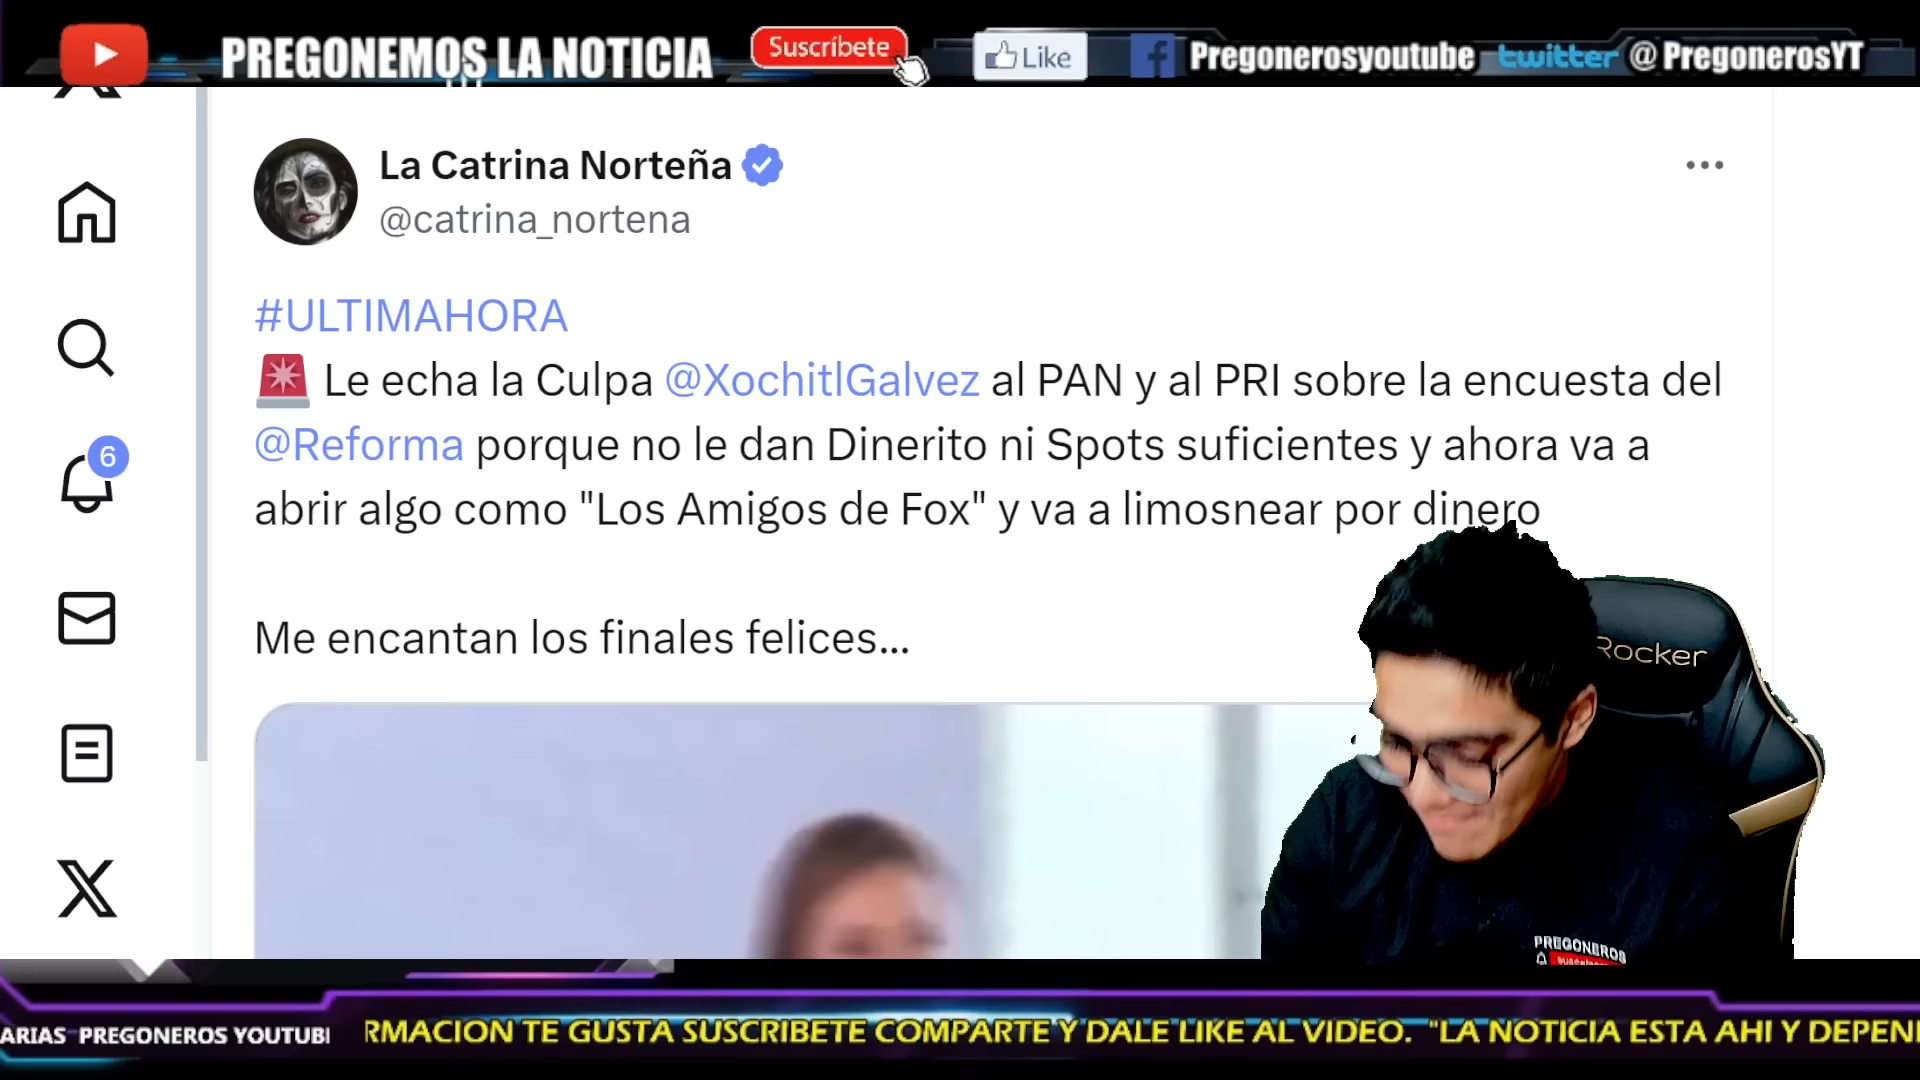 PREGONEMOS LA NOTICIA
Suscríbete
Like
Pregonerosyoutube
twitter @PregonerosYT
La Catrina Norteña
@catrina_nortena
#ULTIMAHORA
Le echa la Culpa @XochitlGalvez al PAN y al PRI sobre la encuesta del
@Reforma porque no le dan Dinerito ni Spots suficientes y ahora va a
abrir algo como "Los Amigos de Fox" y va a limosnear por dinero
Me encantan los finales felices...
6
Rocker
PREGONEROS
ARIAS PREGONEROS YOUTUB
RMACION TE GUSTA SUSCRIBETE COMPARTE Y DALE LIKE AL VIDEO. "LA NOTICIA ESTA AHI Y DEPEN